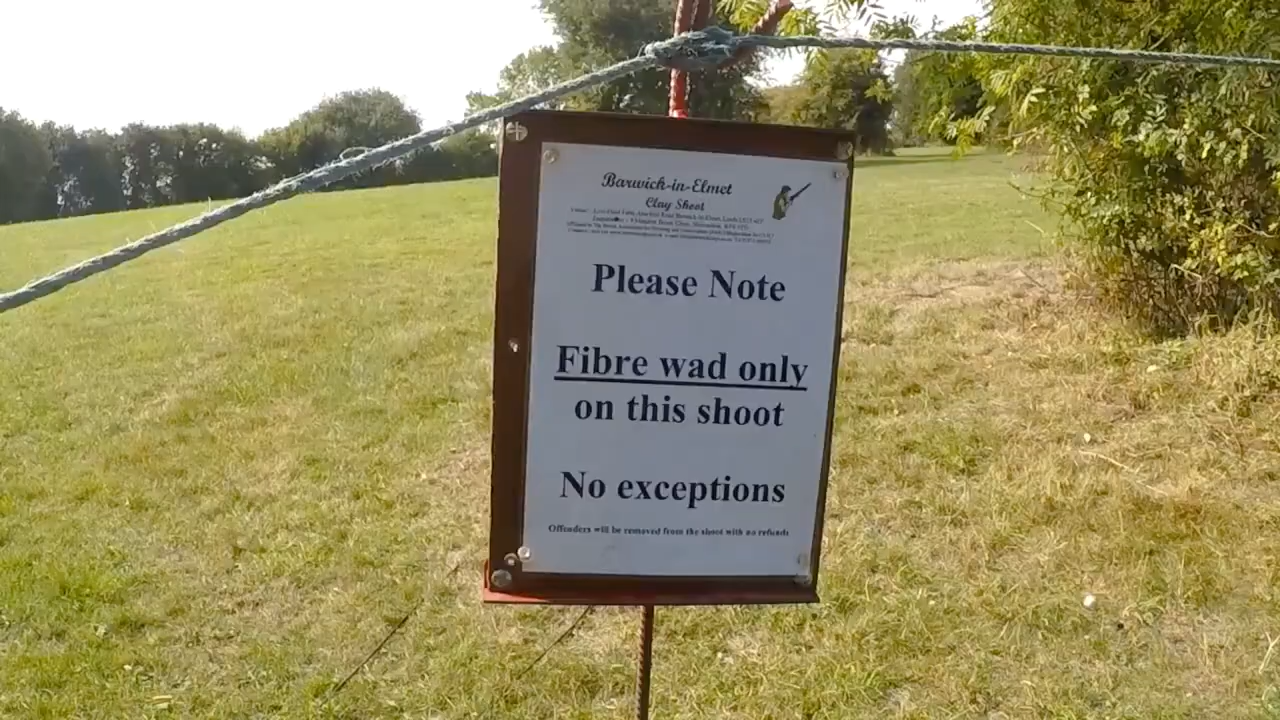 Barwick-in-Elmet
Clay Shoot
Please Note
Fibre wad only
on this shoot
No exceptions
Offenders will be removed from the shoot with no refunds